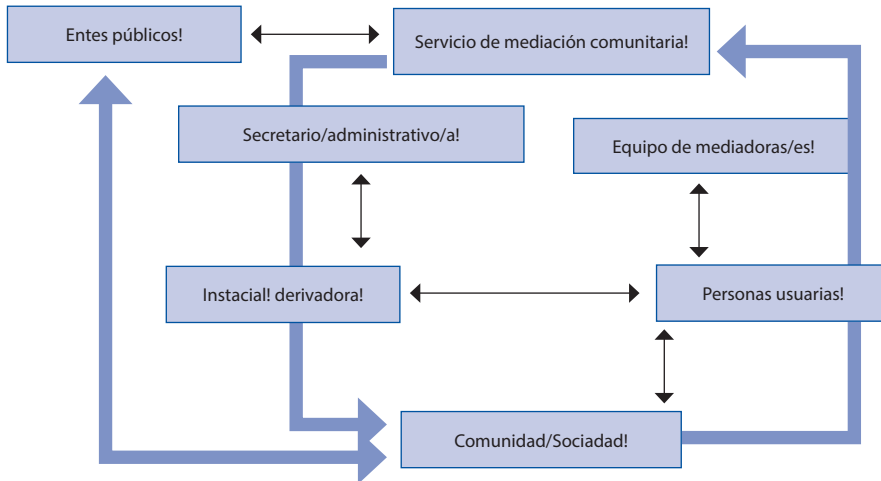 Entes públicos!
Servicio de mediación comunitaria!
Secretario/administrativo/a!
Equipo de mediadoras/es!
Instacial! derivadora!
Personas usuarias!
Comunidad/Sociadad!